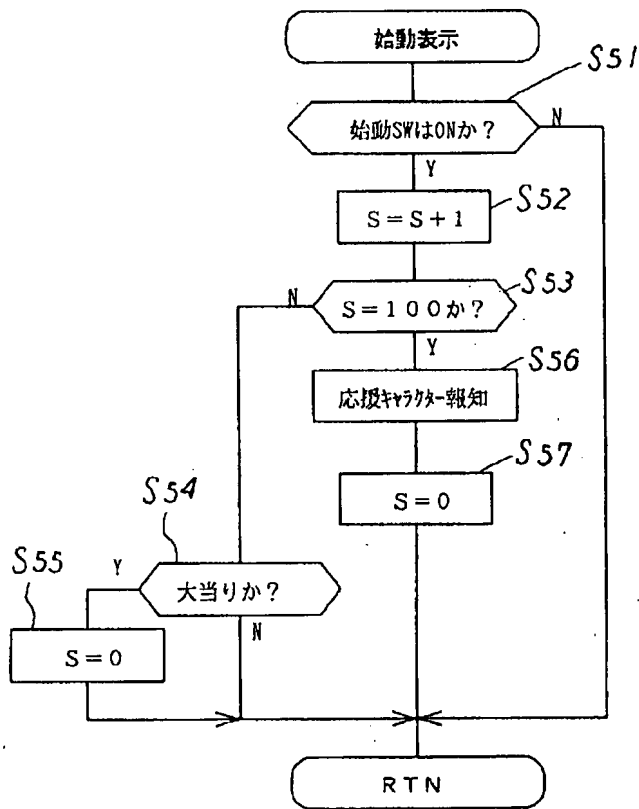 始動表示
S51
始動SWはONか?
N
Y
S52
S=S+1
S53
N
S=100か?
Y
S56
応援キャラクター報知
S57
S=0
S54
S55
Y
大当りか?
N
S=0
RTN